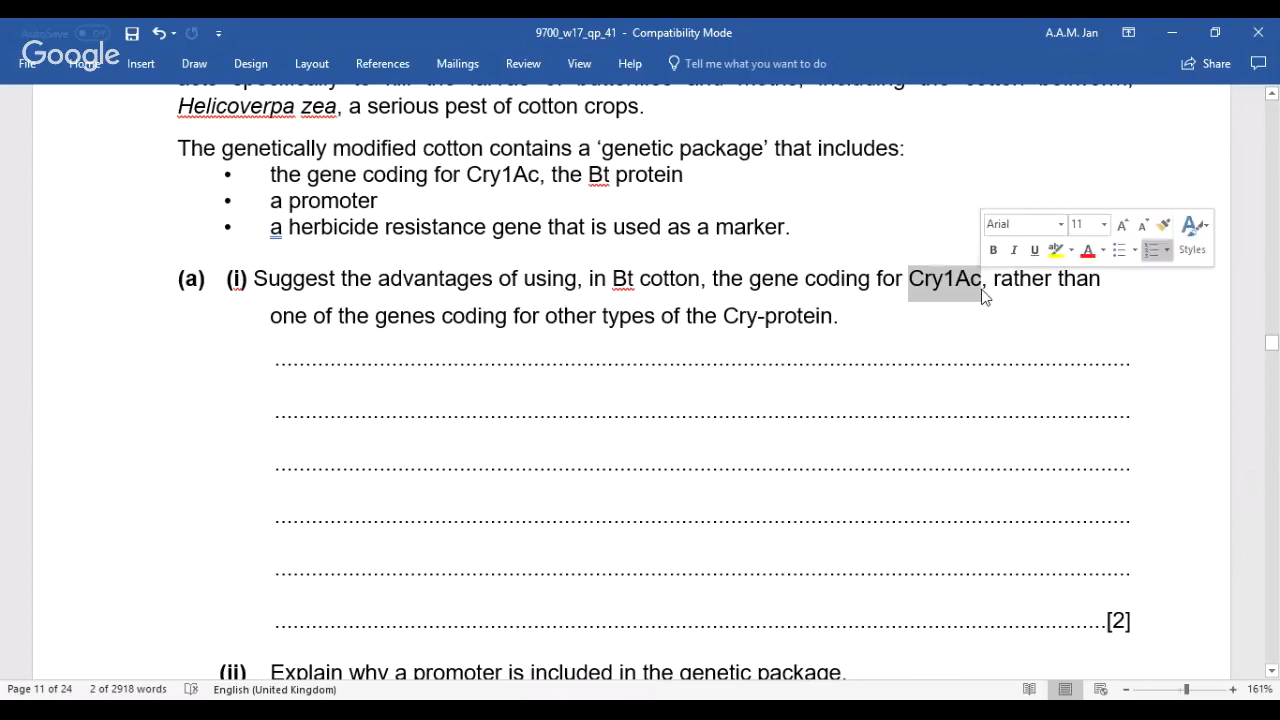 AutoSave Off 9700_w17_qp_41 - Compatibility Mode A.A.M. Jan
Google
File Home Insert Draw Design Layout References Mailings Review View Help Tell me what you want to do Share
Helicoverpa zea, a serious pest of cotton crops.
The genetically modified cotton contains a ‘genetic package’ that includes:
• the gene coding for Cry1Ac, the Bt protein
• a promoter
• a herbicide resistance gene that is used as a marker.
Arial 11
B I U aby A Styles
(a) (i) Suggest the advantages of using, in Bt cotton, the gene coding for Cry1Ac, rather than
one of the genes coding for other types of the Cry-protein.
[2]
(ii) Explain why a promoter is included in the genetic package.
Page 11 of 24 2 of 2918 words English (United Kingdom) 161%